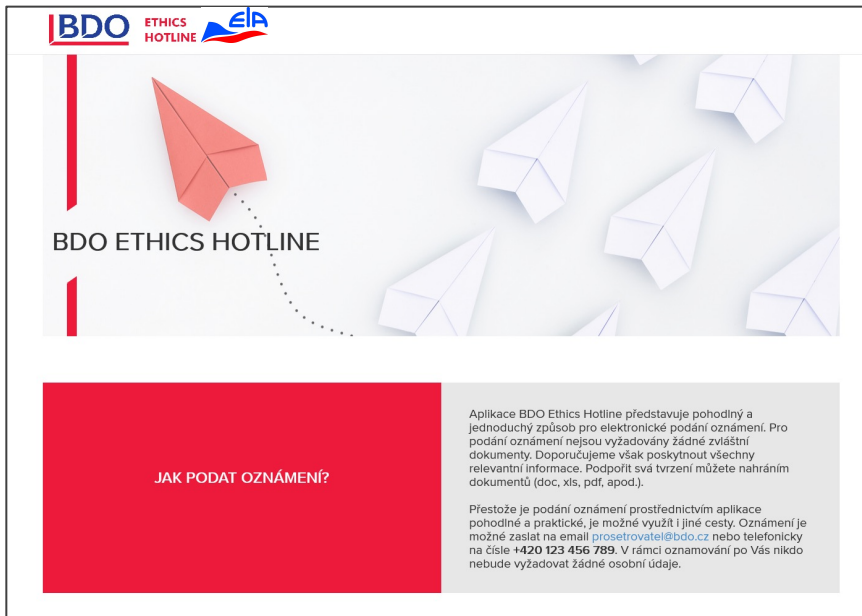 BDO
ETHICS
HOTLINE
EIA
BDO ETHICS HOTLINE
JAK PODAT OZNÁMENÍ?
Aplikace BDO Ethics Hotline představuje pohodlný a
jednoduchý způsob pro elektronické podání oznámení. Pro
podání oznámení nejsou vyžadovány žádné zvláštní
dokumenty. Doporučujeme však poskytnout všechny
relevantní informace. Podpořit svá tvrzení můžete nahráním
dokumentů (doc, xls, pdf, apod.).
Přestože je podání oznámení prostřednictvím aplikace
pohodlné a praktické, je možné využít i jiné cesty. Oznámení je
možné zaslat na email prosetrovatel@bdo.cz nebo telefonicky
na čísle +420 123 456 789. V rámci oznamování po Vás nikdo
nebude vyžadovat žádné osobní údaje.